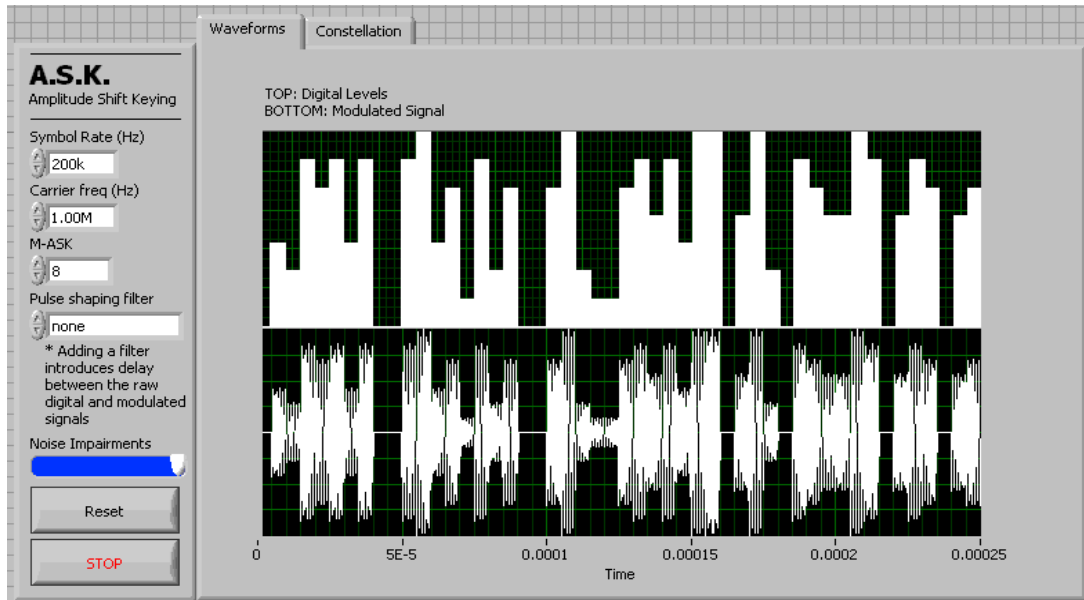 Waveforms
Constellation
A.S.K.
Amplitude Shift Keying
Symbol Rate (Hz)
200k
Carrier freq (Hz)
1.00M
M-ASK
8
Pulse shaping filter
none
* Adding a filter
introduces delay
between the raw
digital and modulated
signals
Noise Impairments
Reset
STOP
TOP: Digital Levels
BOTTOM: Modulated Signal
0
5E-5
0.0001
0.00015
0.0002
0.00025
Time